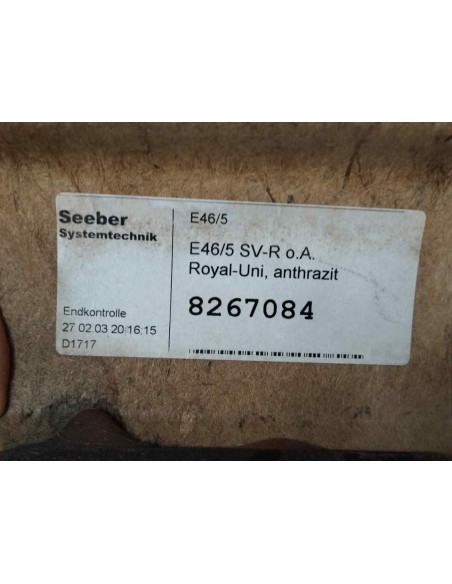 Seeber
Systemtechnik
Endkontrolle
27 02.03 20:16:15
D1717
E46/5
E46/5 SV-R o.A.
Royal-Uni, anthrazit
8267084